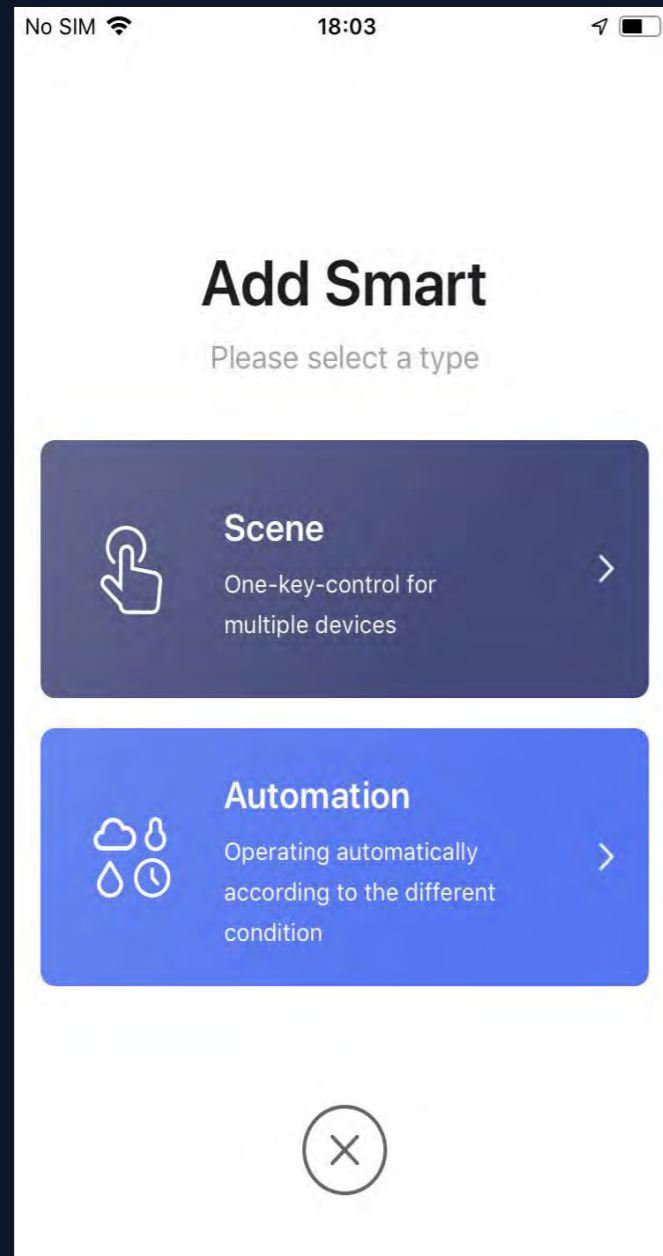 No SIM
18:03
Add Smart
Please select a type
Scene
One-key-control for
multiple devices
Automation
Operating automatically
according to the different
condition